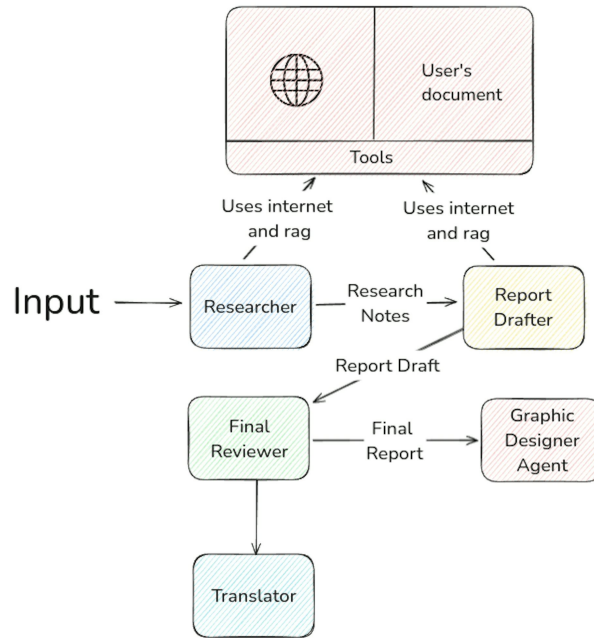 User's
document
Tools
Uses internet
and rag
Uses internet
and rag
Input
Researcher
Research
Notes
Report
Drafter
Report Draft
Final
Reviewer
Final
Report
Graphic
Designer
Agent
Translator